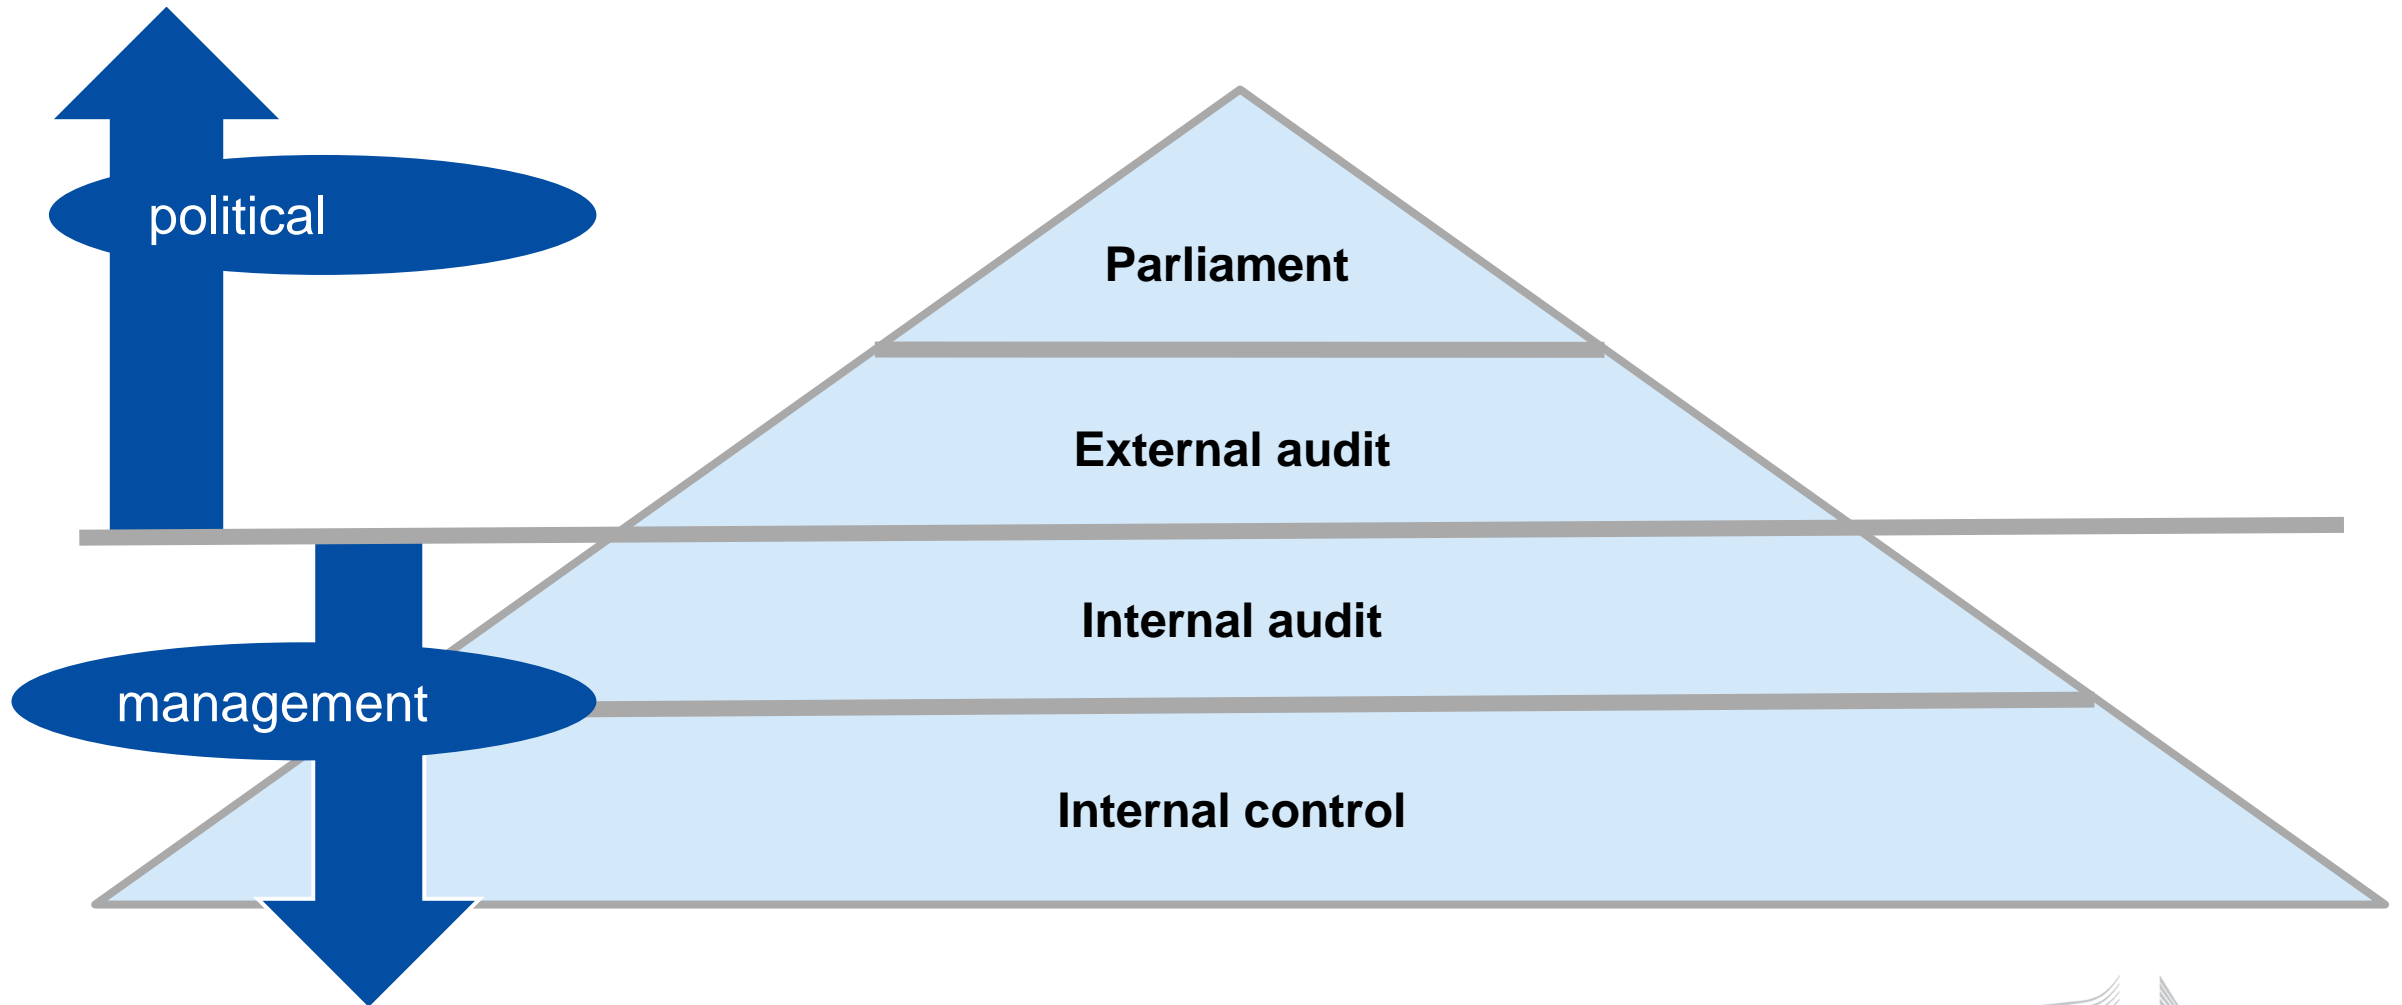 political
Parliament
External audit
Internal audit
management
Internal control